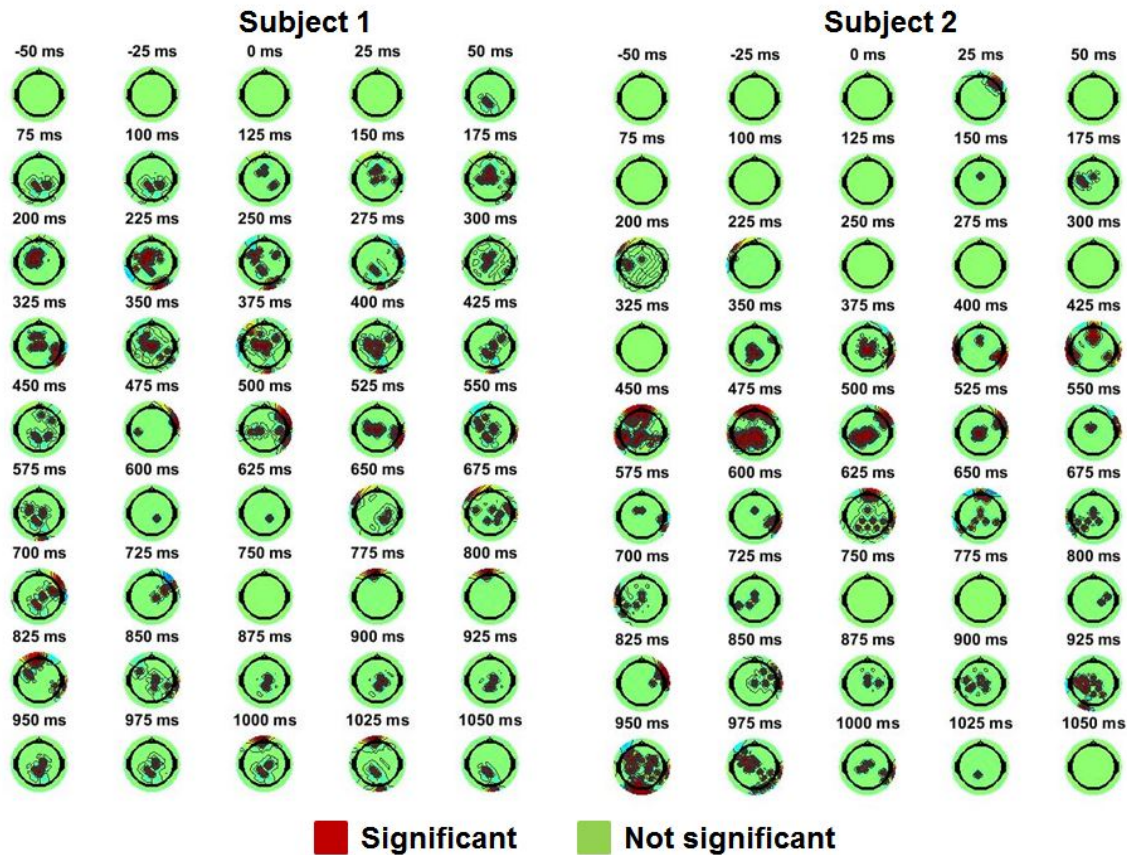 Subject 1
-50 ms -25 ms 0 ms 25 ms 50 ms
75 ms 100 ms 125 ms 150 ms 175 ms
200 ms 225 ms 250 ms 275 ms 300 ms
325 ms 350 ms 375 ms 400 ms 425 ms
450 ms 475 ms 500 ms 525 ms 550 ms
575 ms 600 ms 625 ms 650 ms 675 ms
700 ms 725 ms 750 ms 775 ms 800 ms
825 ms 850 ms 875 ms 900 ms 925 ms
950 ms 975 ms 1000 ms 1025 ms 1050 ms
Subject 2
-50 ms -25 ms 0 ms 25 ms 50 ms
75 ms 100 ms 125 ms 150 ms 175 ms
200 ms 225 ms 250 ms 275 ms 300 ms
325 ms 350 ms 375 ms 400 ms 425 ms
450 ms 475 ms 500 ms 525 ms 550 ms
575 ms 600 ms 625 ms 650 ms 675 ms
700 ms 725 ms 750 ms 775 ms 800 ms
825 ms 850 ms 875 ms 900 ms 925 ms
950 ms 975 ms 1000 ms 1025 ms 1050 ms
Significant Not significant